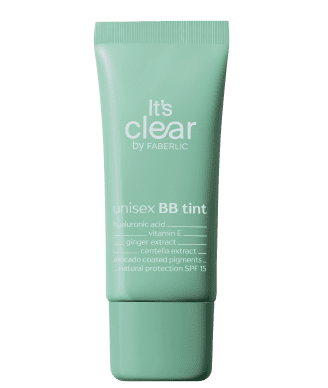 It's
clear
by FABERLIC
unisex BB tint
hyaluronic acid
vitamin E
ginger extract
centella extract
avocado coated pigments
natural protection SPF 15